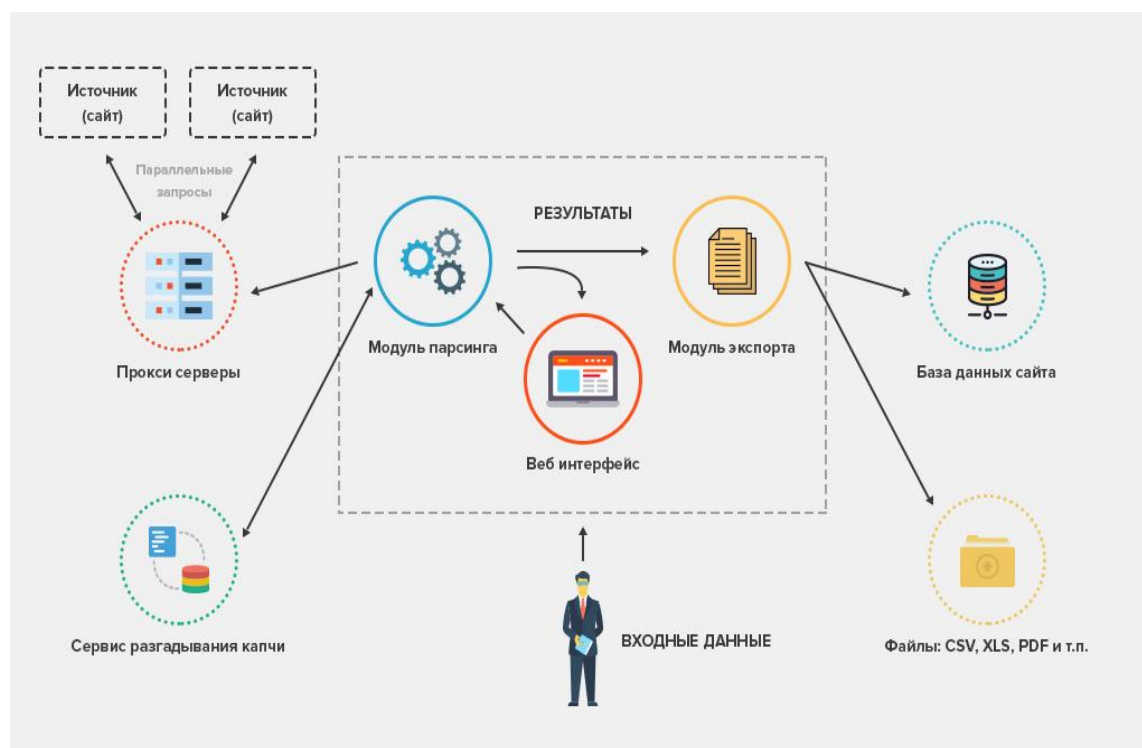 Источник
(сайт)
Источник
(сайт)
Параллельные
запросы
РЕЗУЛЬТАТЫ
Модуль парсинга
Модуль экспорта
Прокси серверы
База данных сайта
Веб интерфейс
Сервис разгадывания капчи
ВХОДНЫЕ ДАННЫЕ
Файлы: CSV, XLS, PDF и т.п.